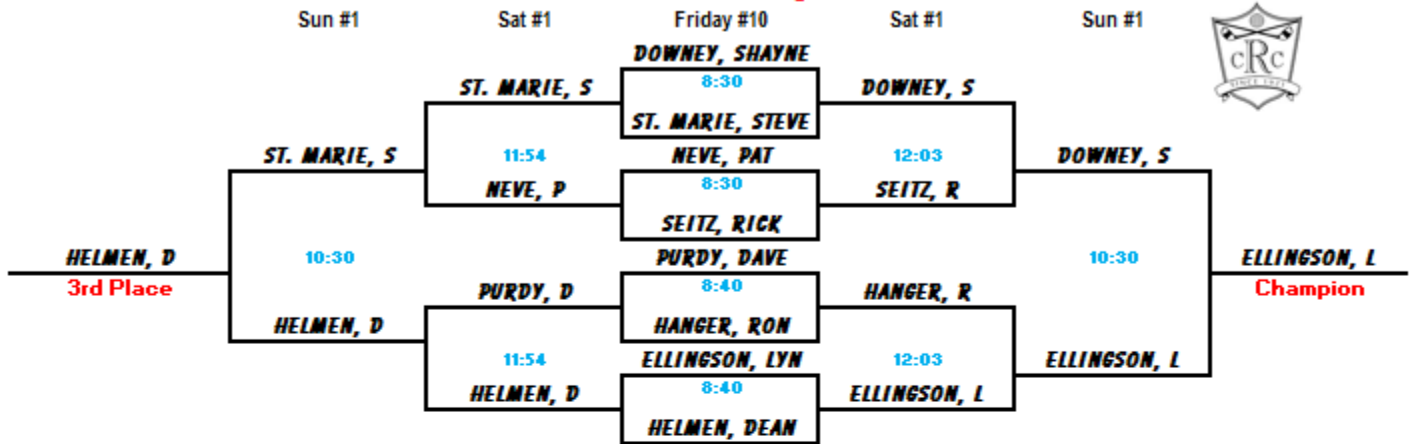 Sun #1 Sat #1 Friday #10 Sat #1 Sun #1
DOWNEY, SHAYNE
ST. MARIE, S 8:30 DOWNEY, S
ST. MARIE, STEVE
ST. MARIE, S 11:54 NEVE, PAT 12:03 DOWNEY, S
NEVE, P 8:30 SEITZ, R
SEITZ, RICK
HELMEN, D 10:30 PURDY, DAVE 10:30 ELLINGSON, L
3rd Place PURDY, D 8:40 HANGER, R Champion
HELMEN, D HANGER, RON
11:54 ELLINGSON, LYN 12:03 ELLINGSON, L
HELMEN, D 8:40 ELLINGSON, L
HELMEN, DEAN
cRc
SINCE 1921